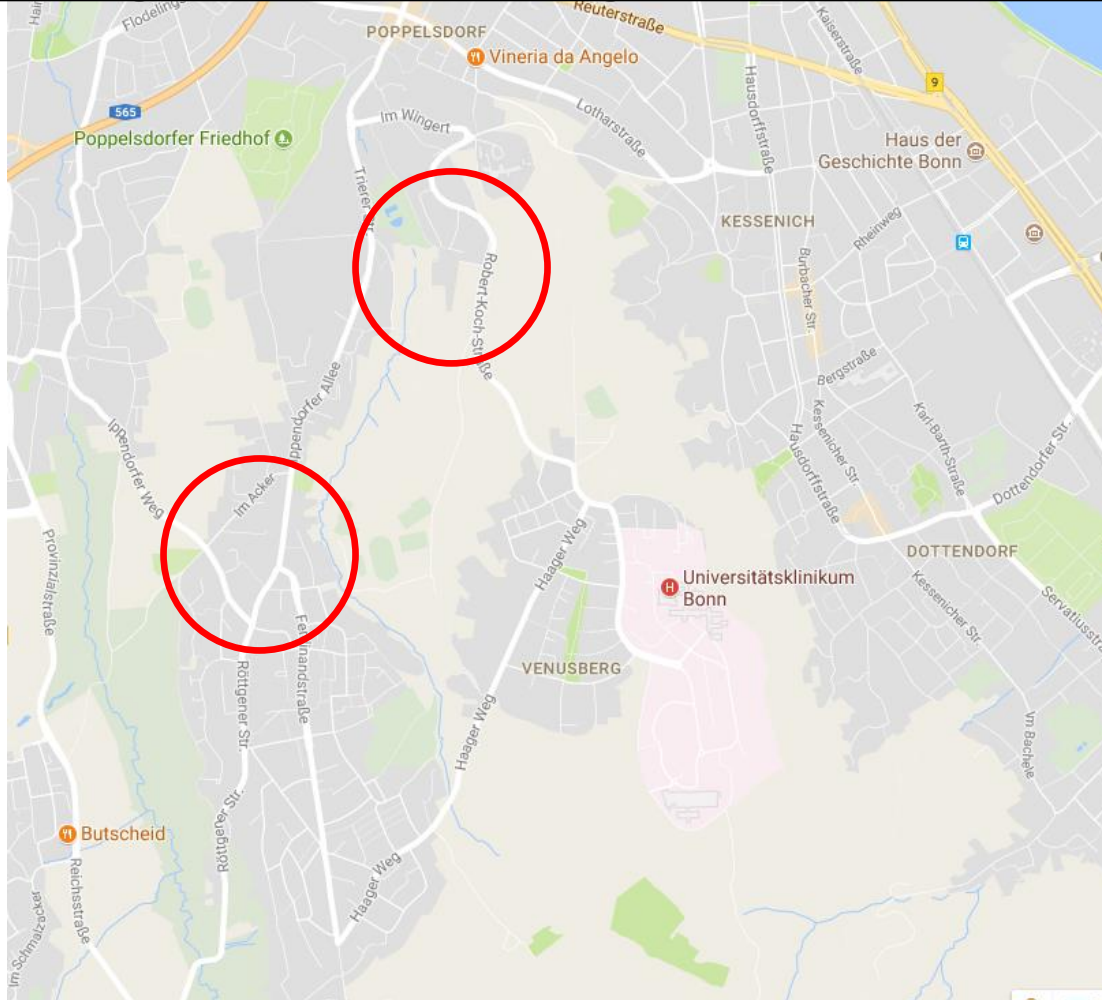 Reuterstraße
POPPELSDORF
Vineria da Angelo
Kaiserstraße
9
565
Im Wingert
Lotharstraße
Hausdorffstraße
Poppelsdorfer Friedhof
Haus der
Geschichte Bonn
Trierer Str.
KESSENICH
Rheinweg
Robert-Koch-Straße
Burbacher Str.
Bergstraße
Ippendorfer Allee
Ippendorfer Weg
Karl-Barth-Straße
Kessenicher Str.
Hausdorffstraße
Dottendorfer Str.
Im Acker
Provinzialstraße
Haager Weg
DOTTENDORF
H
Universitätsklinikum
Bonn
Kessenicher Str.
Servatiusstra
Ferdinandstraße
VENUSBERG
Röttgener Str.
Haager Weg
Vm Bachele
Butscheid
Röttgener Str.
Haager Weg
Reichsstraße
Im Schmalzacker